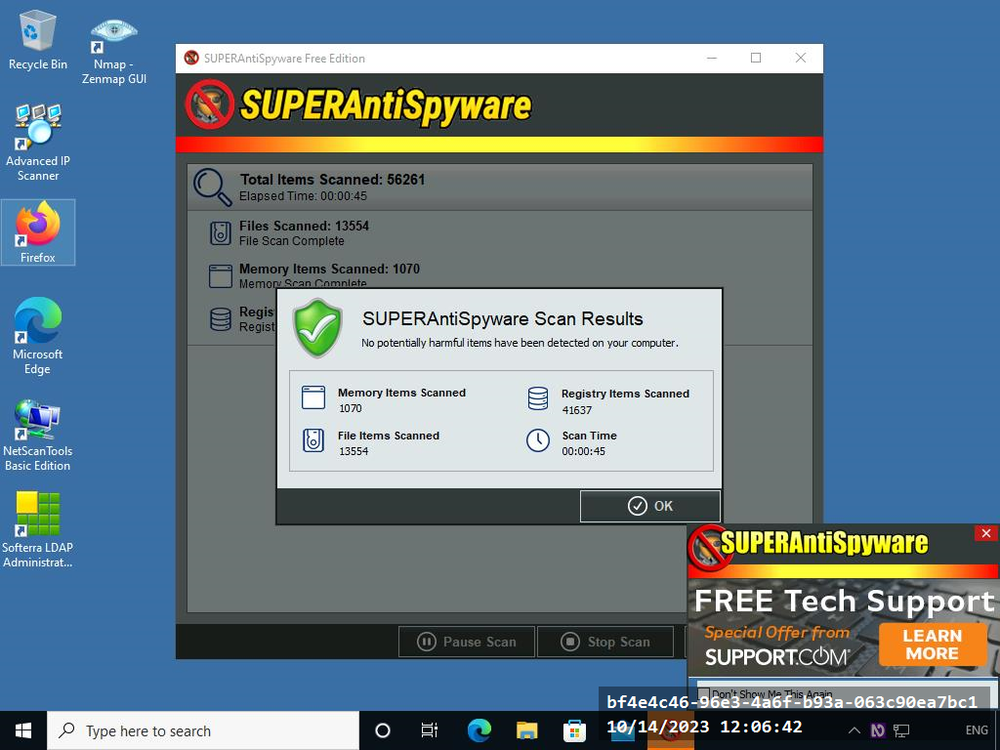 Recycle Bin
Nmap -
Zenmap GUI
Advanced IP
Scanner
Firefox
Microsoft
Edge
NetScanTools
Basic Edition
Softerra LDAP
Administrat...
SUPERAntiSpyware Free Edition
SUPERAntiSpyware
Total Items Scanned: 56261
Elapsed Time: 00:00:45
Files Scanned: 13554
File Scan Complete
Memory Items Scanned: 1070
Memory Scan Complete
Regis
Regist
SUPERAntiSpyware Scan Results
No potentially harmful items have been detected on your computer.
Memory Items Scanned
1070
Registry Items Scanned
41637
File Items Scanned
13554
Scan Time
00:00:45
OK
Pause Scan
Stop Scan
SUPERAntiSpyware
FREE Tech Support
Special Offer from
SUPPORT.COM
LEARN
MORE
Don't Show Me This Again
bf4e4c46-96e3-4a6f-b93a-063c90ea7bc1
10/14/2023 12:06:42
Type here to search
ENG